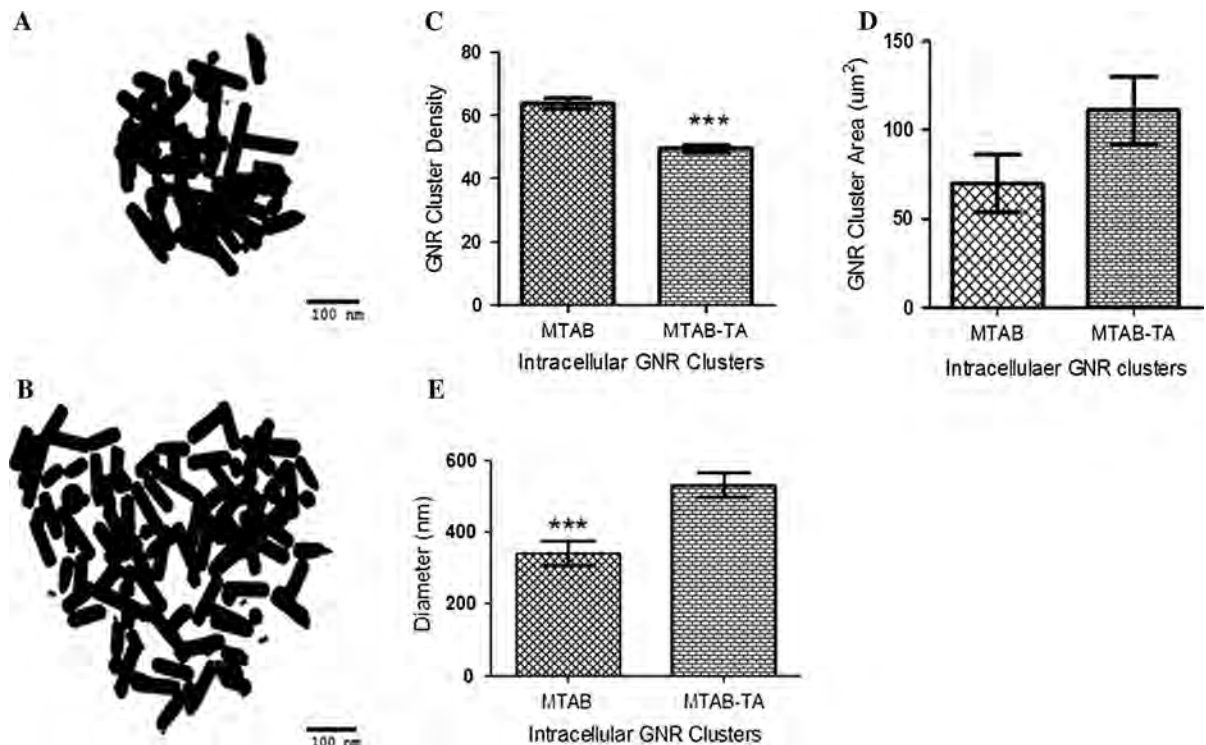 A
100 nm
B
100 nm
C
GNR Cluster Density
80
60
40
20
0
***
MTAB
MTAB-TA
Intracellular GNR Clusters
D
GNR Cluster Area (um²)
150
100
50
0
MTAB
MTAB-TA
Intracellulaer GNR clusters
E
Diameter (nm)
600
400
200
0
***
MTAB
MTAB-TA
Intracellular GNR Clusters